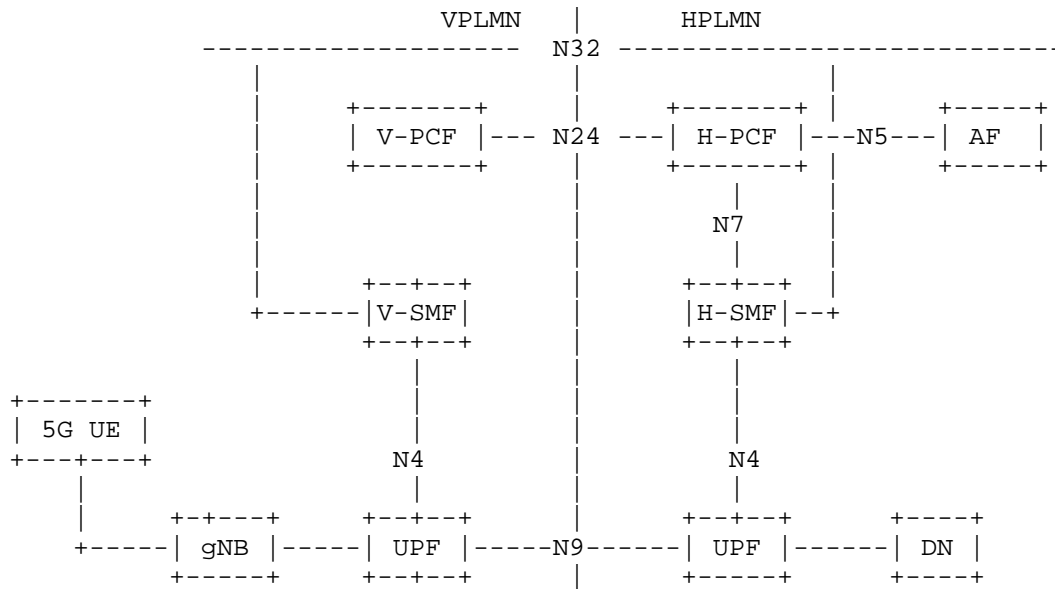 VPLMN | HPLMN
------------------- N32 ----------------------------
V-PCF --- N24 --- H-PCF ---N5--- AF
N7
V-SMF H-SMF
5G UE
N4 N4
gNB UPF -----N9------ UPF DN